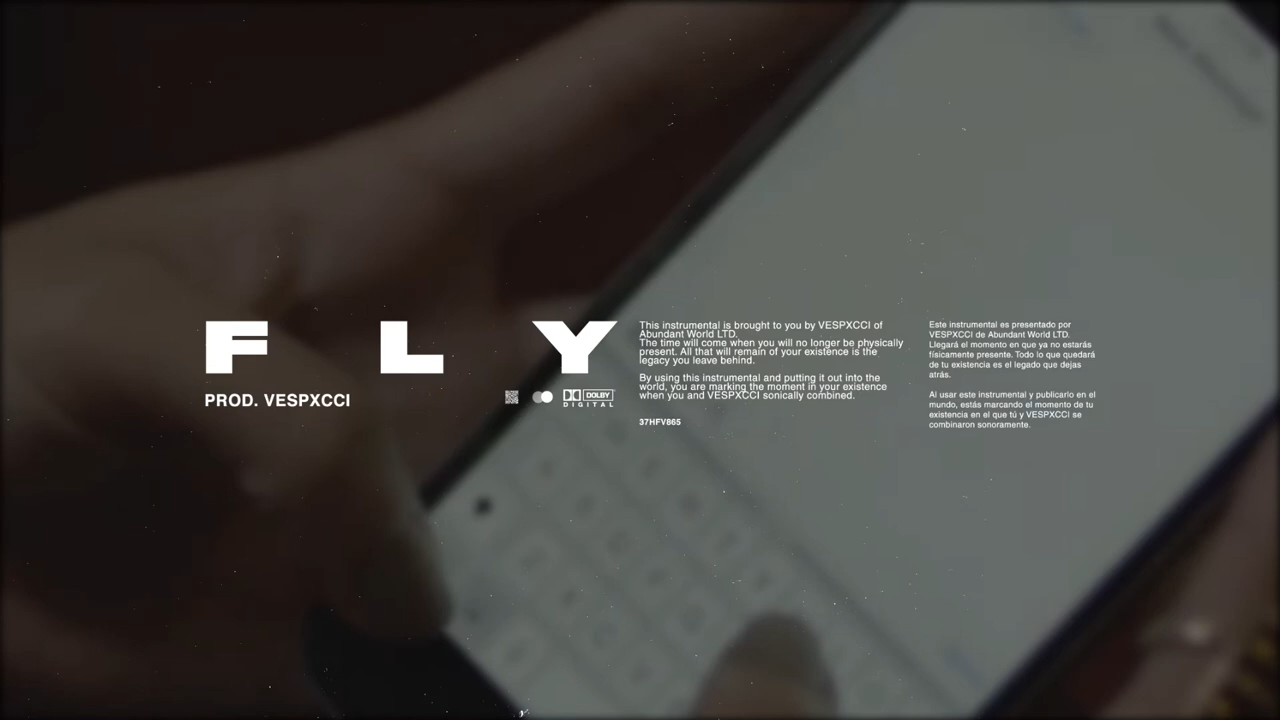 FLY
PROD. VESPXCCI
DOLBY
DIGITAL
This instrumental is brought to you by VESPXCCI of
Abundant World LTD.
The time will come when you will no longer be physically
present. All that will remain of your existence is the
legacy you leave behind.
By using this instrumental and putting it out into the
world, you are marking the moment in your existence
when you and VESPXCCI sonically combined.
37HFV865
Este instrumental es presentado por
VESPXCCI de Abundant World LTD.
Llegará el momento en que ya no estarás
físicamente presente. Todo lo que quedará
de tu existencia es el legado que dejas
atrás.
Al usar este instrumental y publicarlo en el
mundo, estás marcando el momento de tu
existencia en el que tú y VESPXCCI se
combinaron sonoramente.